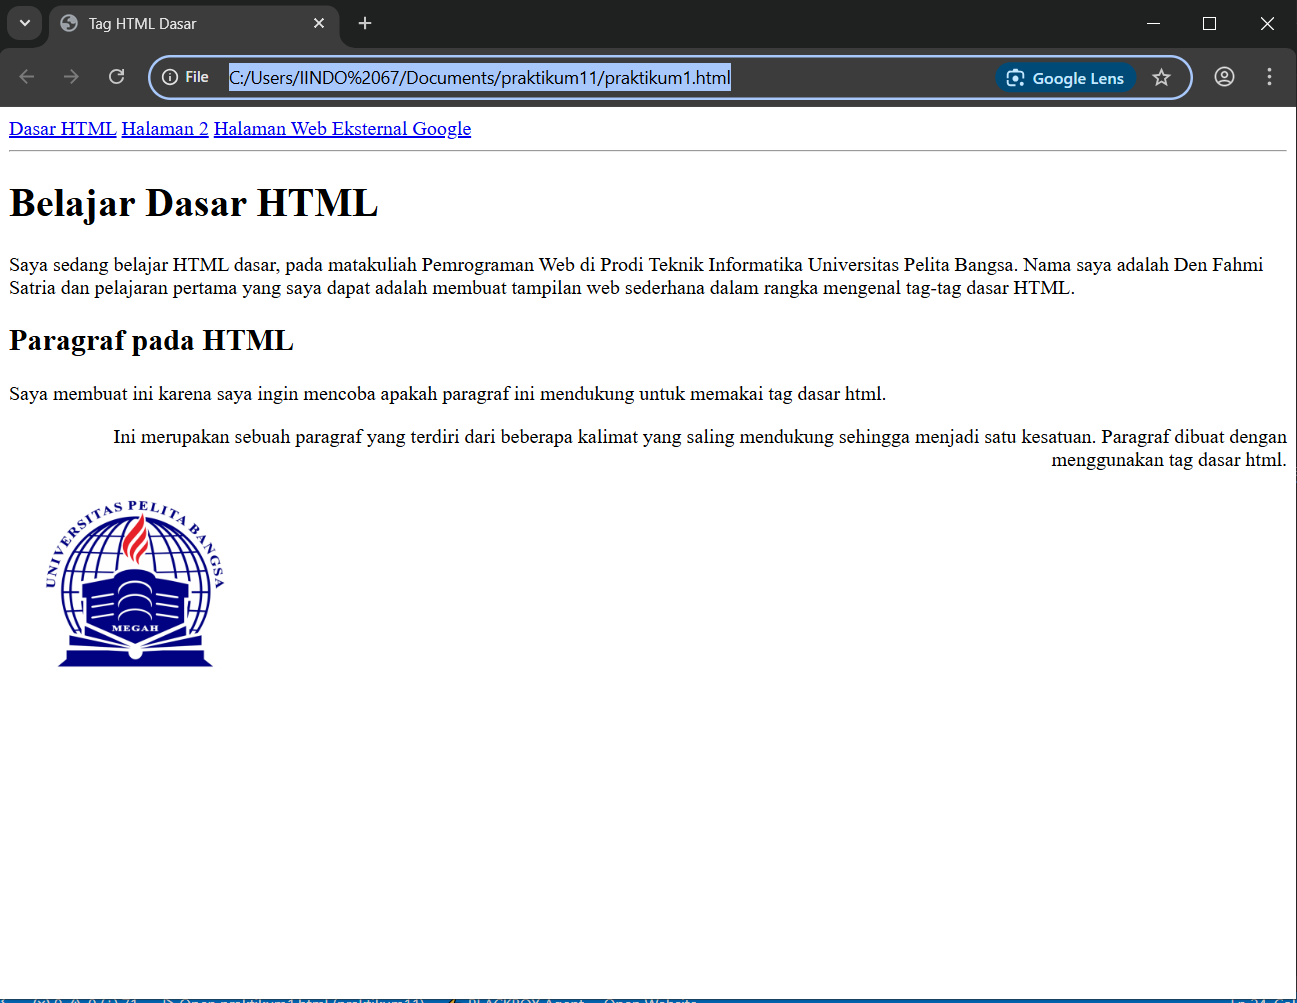 Tag HTML Dasar
File C:/Users/IINDO%2067/Documents/praktikum11/praktikum1.html Google Lens
Dasar HTML Halaman 2 Halaman Web Eksternal Google
Belajar Dasar HTML
Saya sedang belajar HTML dasar, pada matakuliah Pemrograman Web di Prodi Teknik Informatika Universitas Pelita Bangsa. Nama saya adalah Den Fahmi
Satria dan pelajaran pertama yang saya dapat adalah membuat tampilan web sederhana dalam rangka mengenal tag-tag dasar HTML.
Paragraf pada HTML
Saya membuat ini karena saya ingin mencoba apakah paragraf ini mendukung untuk memakai tag dasar html.
Ini merupakan sebuah paragraf yang terdiri dari beberapa kalimat yang saling mendukung sehingga menjadi satu kesatuan. Paragraf dibuat dengan
menggunakan tag dasar html.
UNIVERSITAS PELITA BANGSA
MEGAH